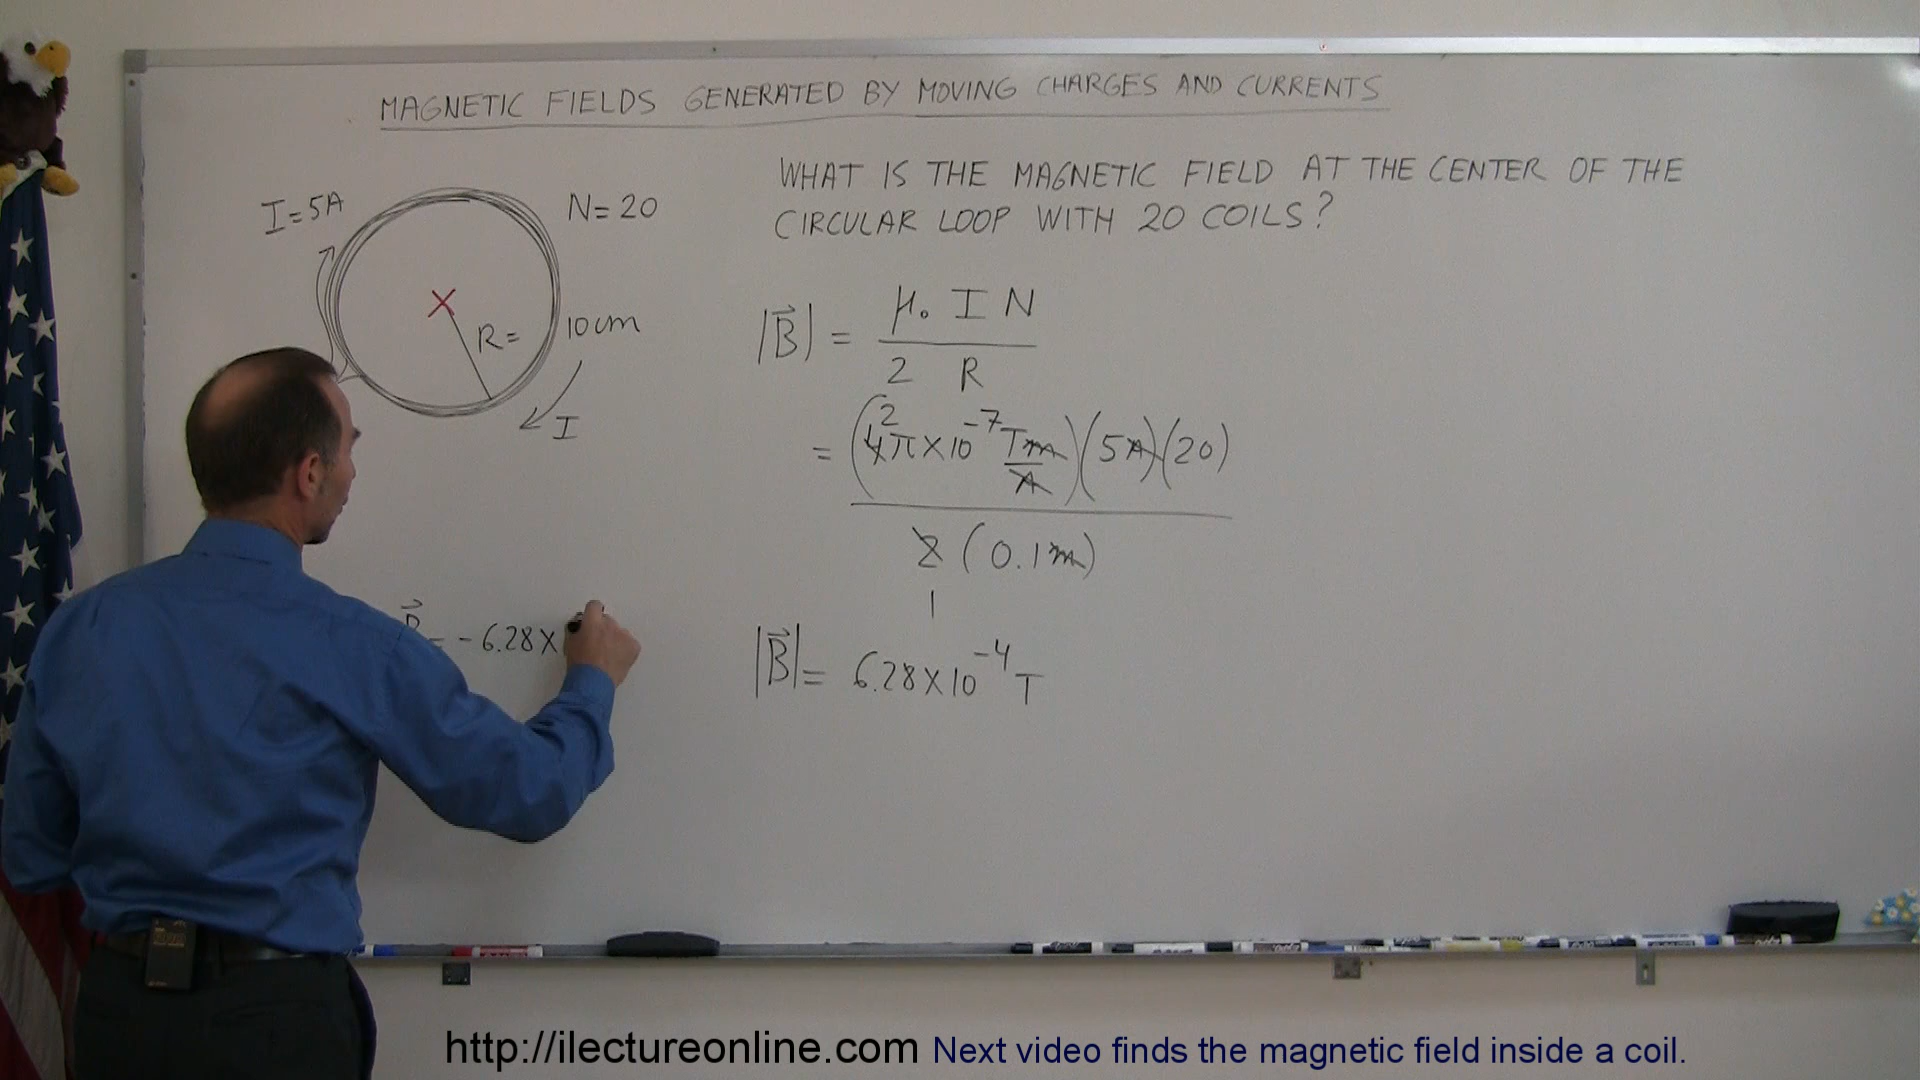 MAGNETIC FIELDS GENERATED BY MOVING CHARGES AND CURRENTS
WHAT IS THE MAGNETIC FIELD AT THE CENTER OF THE
CIRCULAR LOOP WITH 20 COILS?
I=5A
N=20
R= 10cm
I
|B⃗| = μ₀ I N / 2 R
= (4π×10⁻⁷ Tm/A)(5A)(20) / 2 (0.1m)
2
1
|B⃗| = 6.28×10⁻⁴ T
B⃗ = -6.28×
http://ilectureonline.com Next video finds the magnetic field inside a coil.